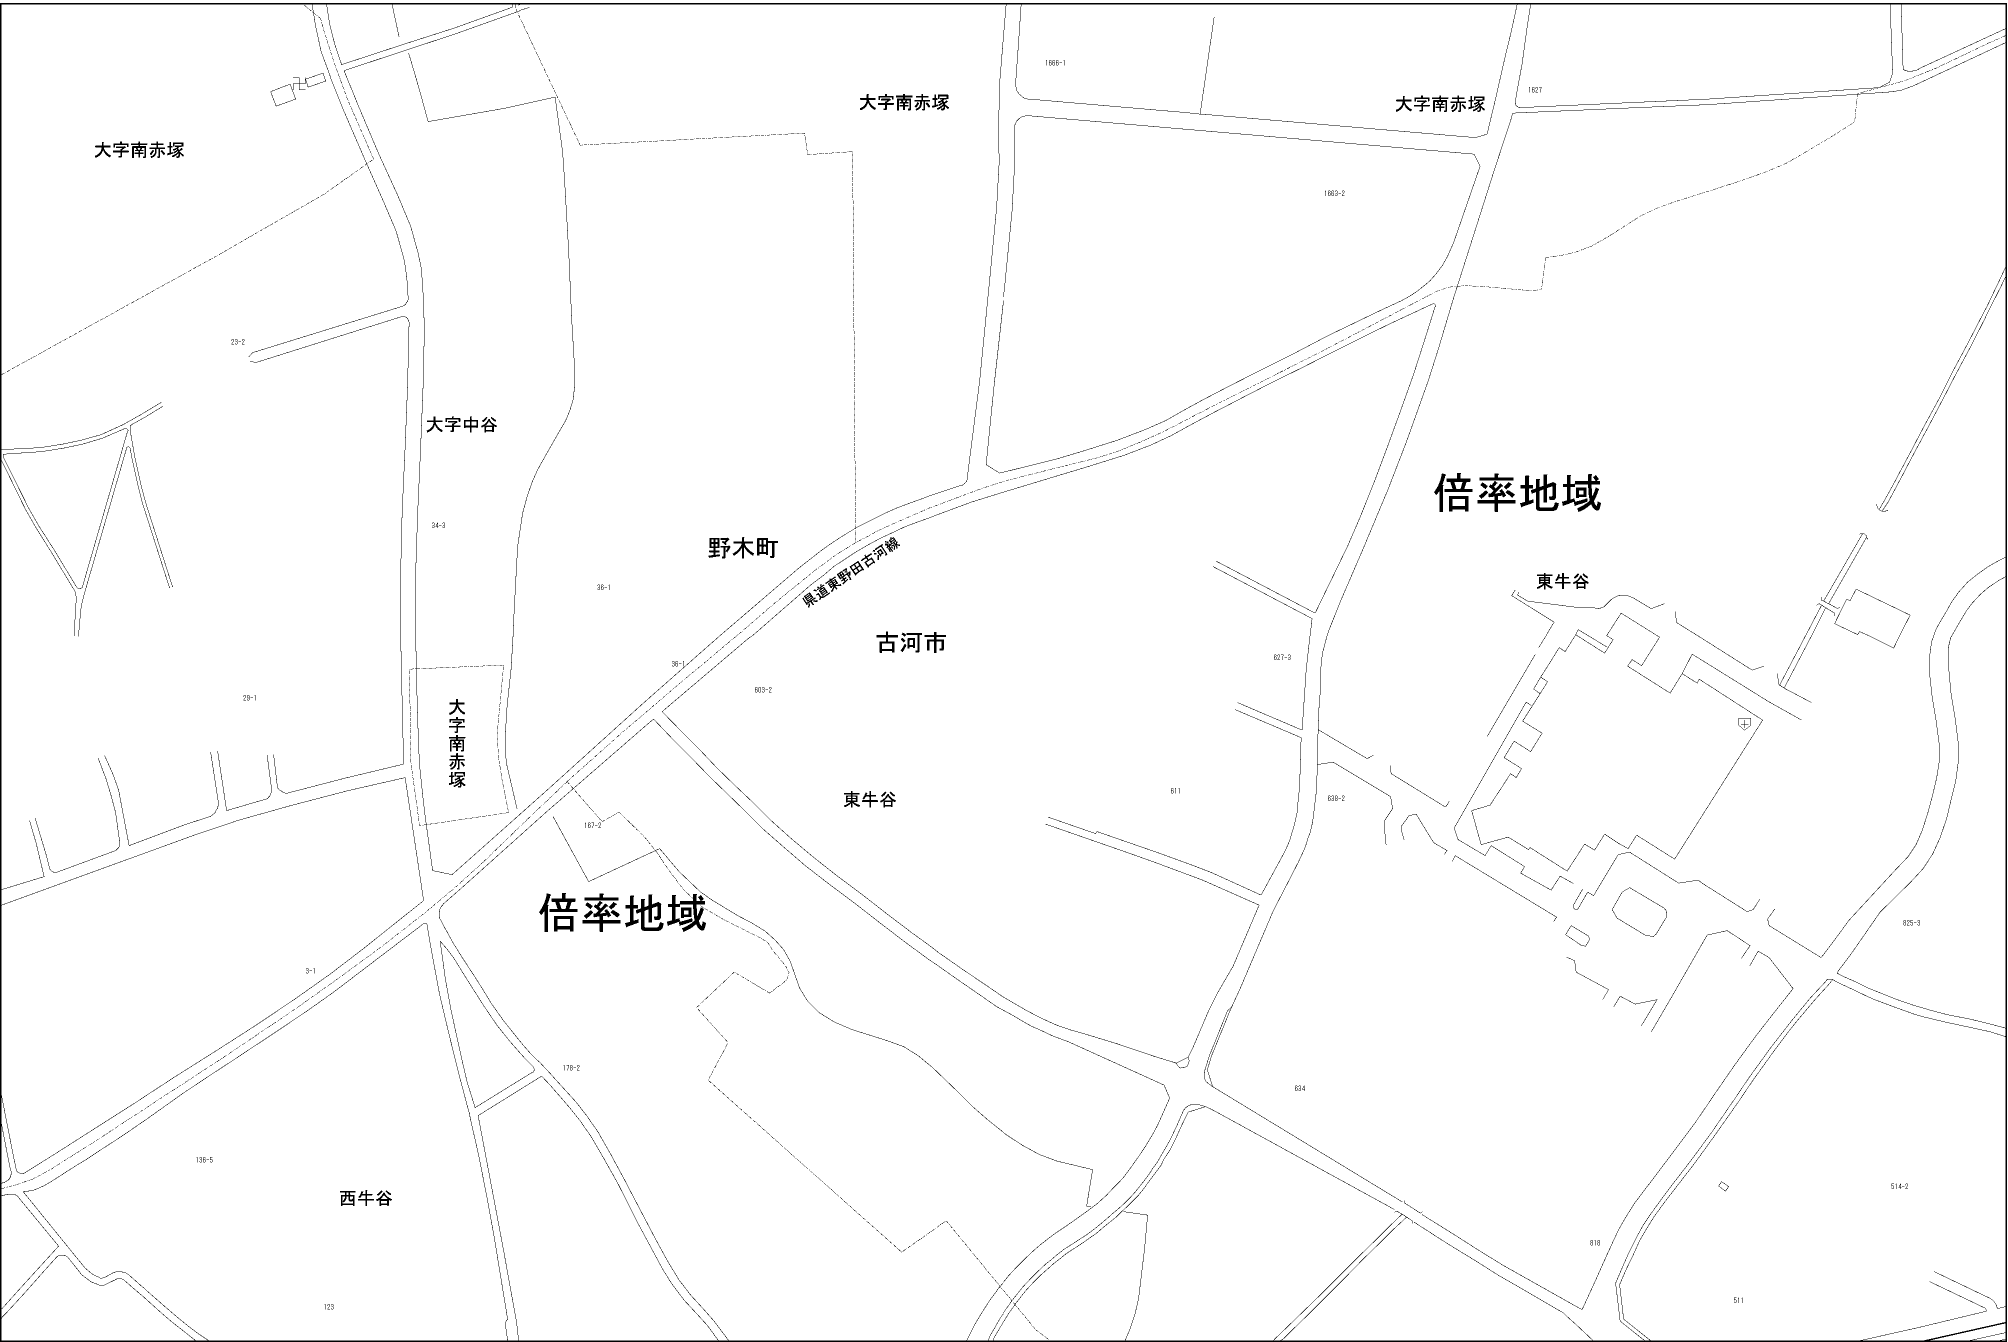 1666-1
1627
大字南赤塚
大字南赤塚
大字南赤塚
1663-2
23-2
大字中谷
倍率地域
34-3
野木町
県道東野田古河線
東牛谷
36-1
古河市
627-3
36-1
603-2
29-1
大字南赤塚
東牛谷
611
638-2
167-2
倍率地域
825-3
3-1
178-2
634
136-5
514-2
西牛谷
818
511
123